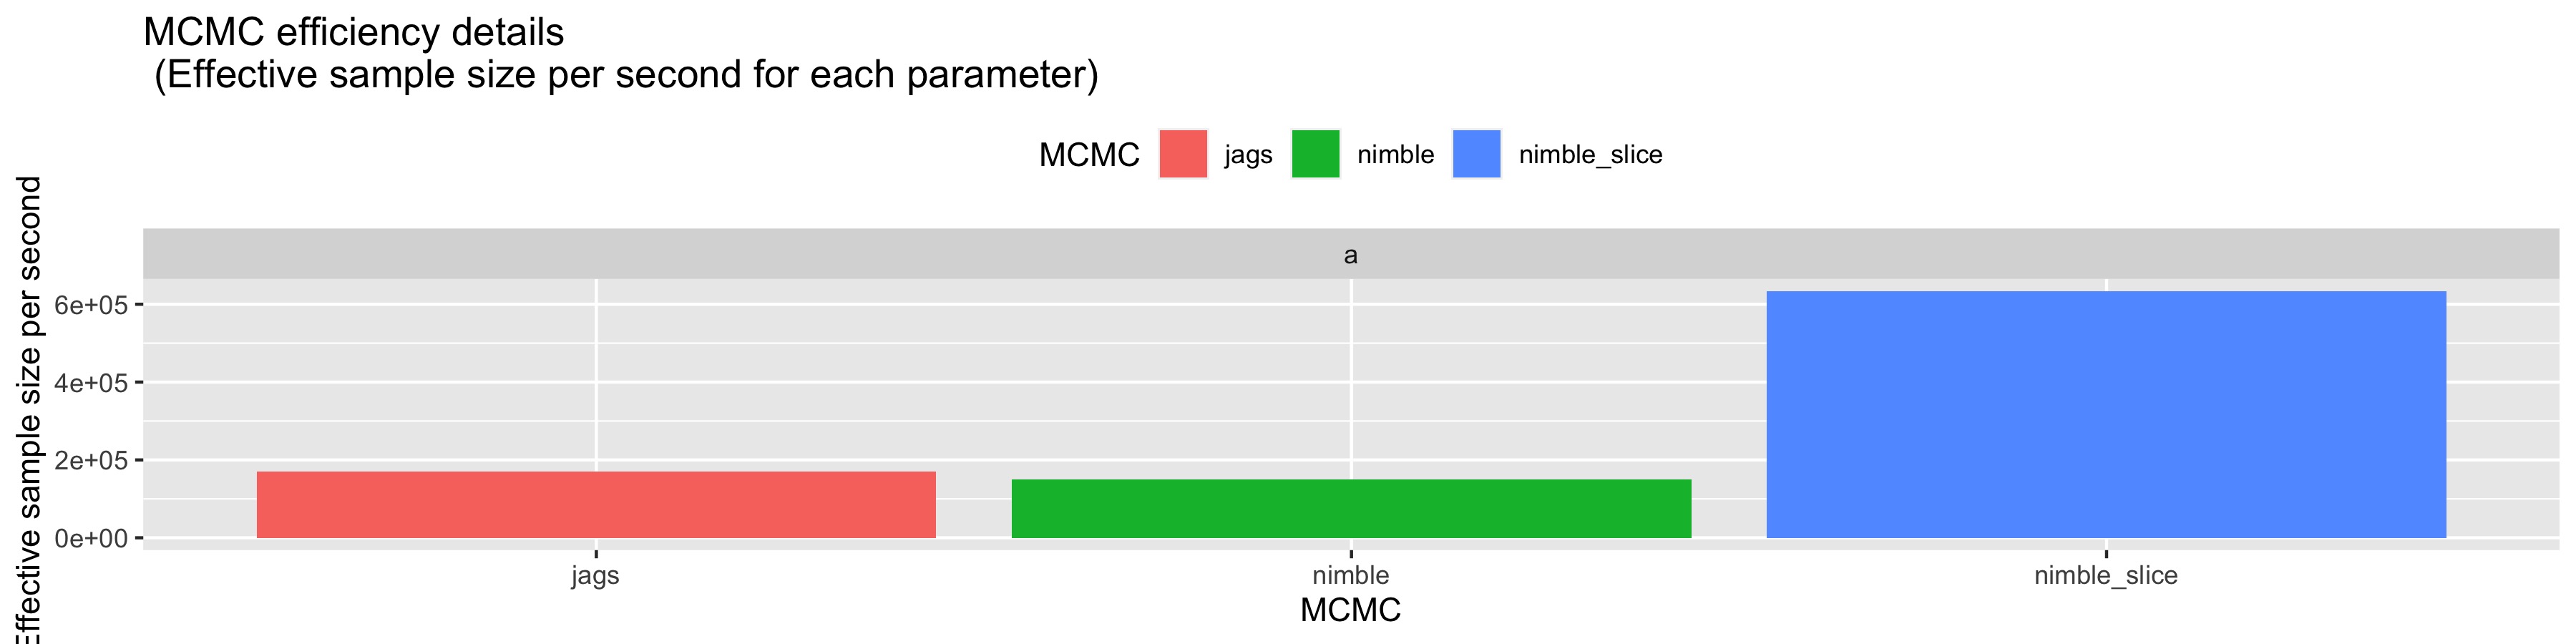 MCMC efficiency details
(Effective sample size per second for each parameter)
MCMC jags nimble nimble_slice
Effective sample size per second
a
6e+05
4e+05
2e+05
0e+00
jags nimble nimble_slice
MCMC